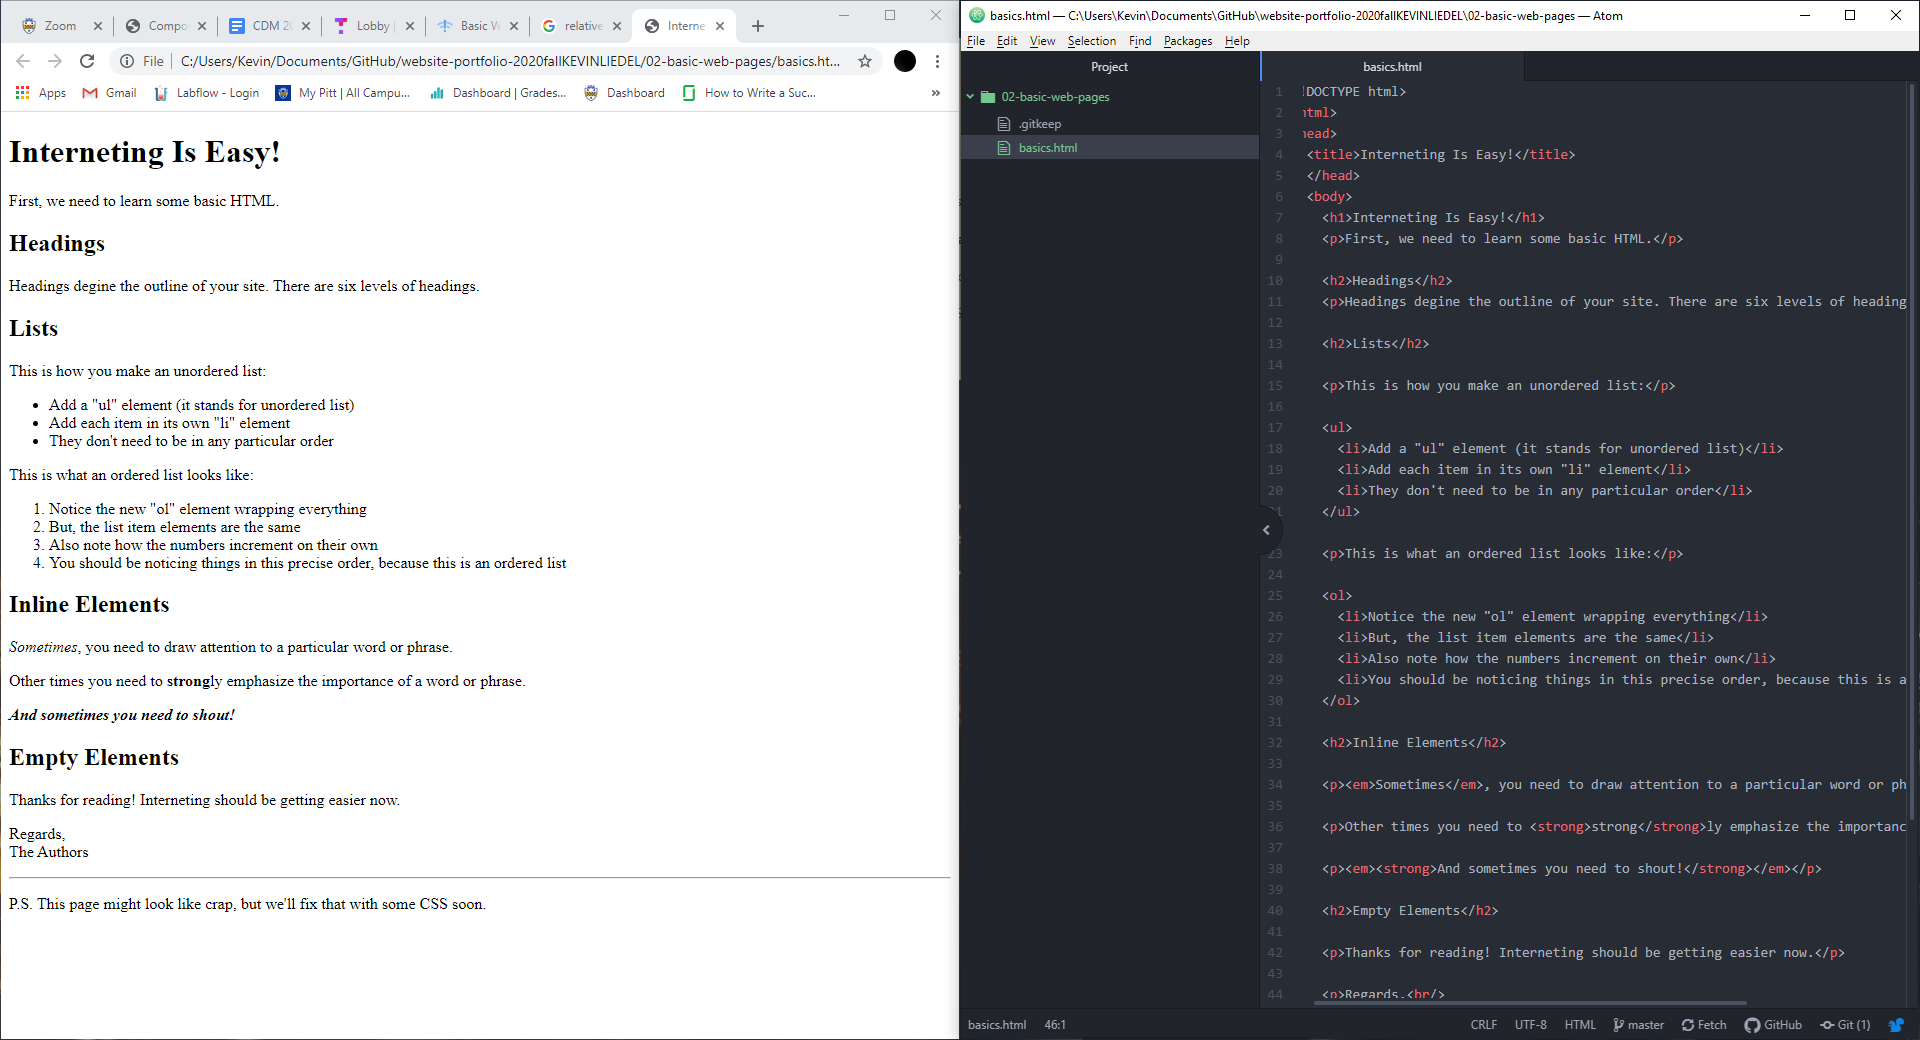 Zoom
Compo
CDM 20
Lobby |
Basic W
relative
Interne
File
C:/Users/Kevin/Documents/GitHub/website-portfolio-2020fallKEVINLIEDEL/02-basic-web-pages/basics.ht...
Apps
Gmail
Labflow - Login
My Pitt | All Campu...
Dashboard | Grades...
Dashboard
How to Write a Suc...
»
Interneting Is Easy!
First, we need to learn some basic HTML.
Headings
Headings degine the outline of your site. There are six levels of headings.
Lists
This is how you make an unordered list:
• Add a "ul" element (it stands for unordered list)
• Add each item in its own "li" element
• They don't need to be in any particular order
This is what an ordered list looks like:
1. Notice the new "ol" element wrapping everything
2. But, the list item elements are the same
3. Also note how the numbers increment on their own
4. You should be noticing things in this precise order, because this is an ordered list
Inline Elements
Sometimes, you need to draw attention to a particular word or phrase.
Other times you need to strongly emphasize the importance of a word or phrase.
And sometimes you need to shout!
Empty Elements
Thanks for reading! Interneting should be getting easier now.
Regards,
The Authors
P.S. This page might look like crap, but we'll fix that with some CSS soon.
basics.html — C:\Users\Kevin\Documents\GitHub\website-portfolio-2020fallKEVINLIEDEL\02-basic-web-pages — Atom
File Edit View Selection Find Packages Help
Project
02-basic-web-pages
.gitkeep
basics.html
basics.html
1 !DOCTYPE html>
2 html>
3 head>
4 <title>Interneting Is Easy!</title>
5 </head>
6 <body>
7 <h1>Interneting Is Easy!</h1>
8 <p>First, we need to learn some basic HTML.</p>
9
10 <h2>Headings</h2>
11 <p>Headings degine the outline of your site. There are six levels of heading
12
13 <h2>Lists</h2>
14
15 <p>This is how you make an unordered list:</p>
16
17 <ul>
18 <li>Add a "ul" element (it stands for unordered list)</li>
19 <li>Add each item in its own "li" element</li>
20 <li>They don't need to be in any particular order</li>
21 </ul>
23 <p>This is what an ordered list looks like:</p>
24
25 <ol>
26 <li>Notice the new "ol" element wrapping everything</li>
27 <li>But, the list item elements are the same</li>
28 <li>Also note how the numbers increment on their own</li>
29 <li>You should be noticing things in this precise order, because this is a
30 </ol>
31
32 <h2>Inline Elements</h2>
33
34 <p><em>Sometimes</em>, you need to draw attention to a particular word or ph
35
36 <p>Other times you need to <strong>strong</strong>ly emphasize the importanc
37
38 <p><em><strong>And sometimes you need to shout!</strong></em></p>
39
40 <h2>Empty Elements</h2>
41
42 <p>Thanks for reading! Interneting should be getting easier now.</p>
43
44 <p>Regards,<br/>
basics.html 46:1
CRLF UTF-8 HTML master Fetch GitHub Git (1)